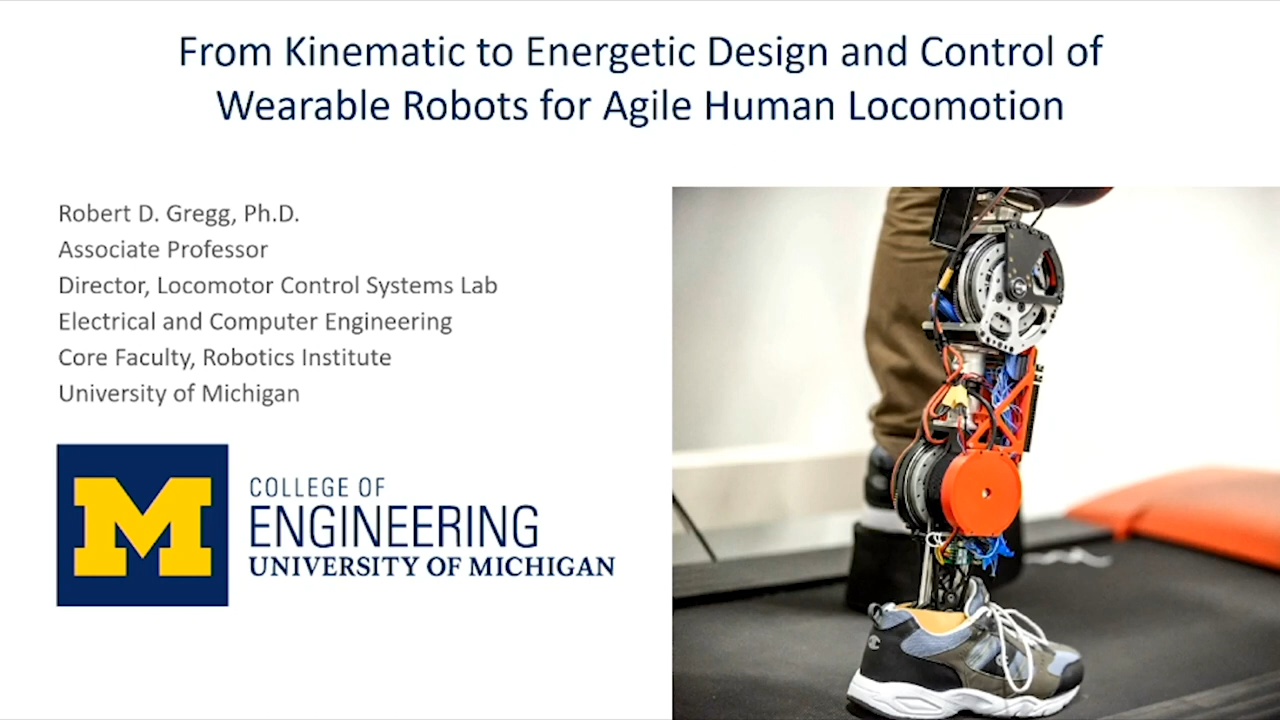 From Kinematic to Energetic Design and Control of
Wearable Robots for Agile Human Locomotion
Robert D. Gregg, Ph.D.
Associate Professor
Director, Locomotor Control Systems Lab
Electrical and Computer Engineering
Core Faculty, Robotics Institute
University of Michigan
M
COLLEGE OF
ENGINEERING
UNIVERSITY OF MICHIGAN